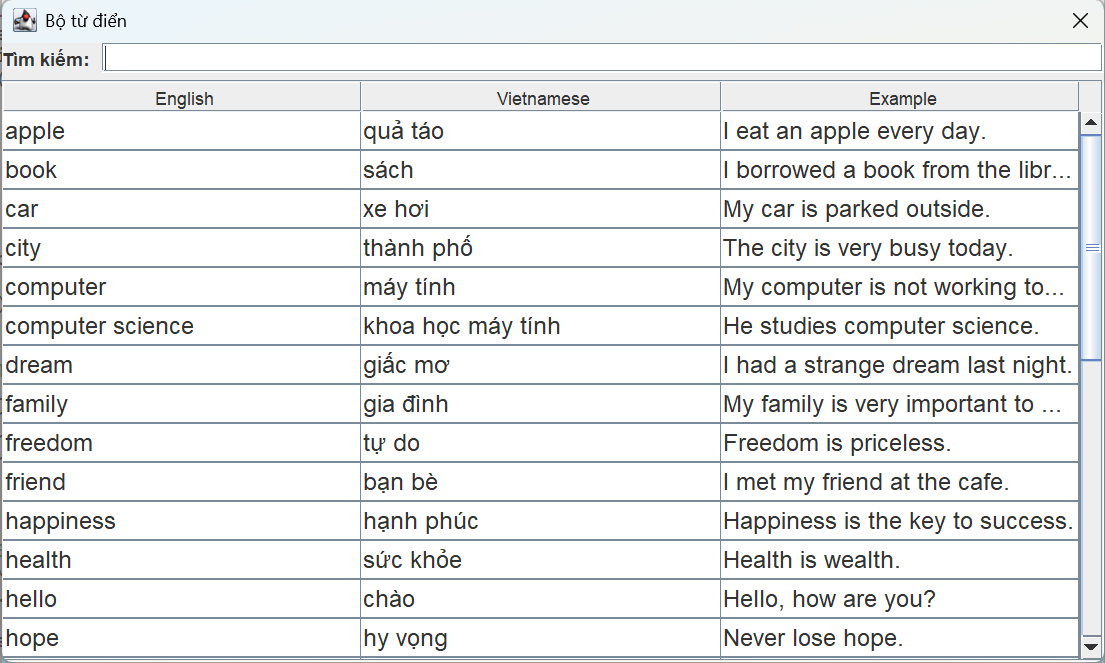 Bộ từ điển
Tìm kiếm:
English Vietnamese Example
apple quả táo I eat an apple every day.
book sách I borrowed a book from the libr...
car xe hơi My car is parked outside.
city thành phố The city is very busy today.
computer máy tính My computer is not working to...
computer science khoa học máy tính He studies computer science.
dream giấc mơ I had a strange dream last night.
family gia đình My family is very important to ...
freedom tự do Freedom is priceless.
friend bạn bè I met my friend at the cafe.
happiness hạnh phúc Happiness is the key to success.
health sức khỏe Health is wealth.
hello chào Hello, how are you?
hope hy vọng Never lose hope.